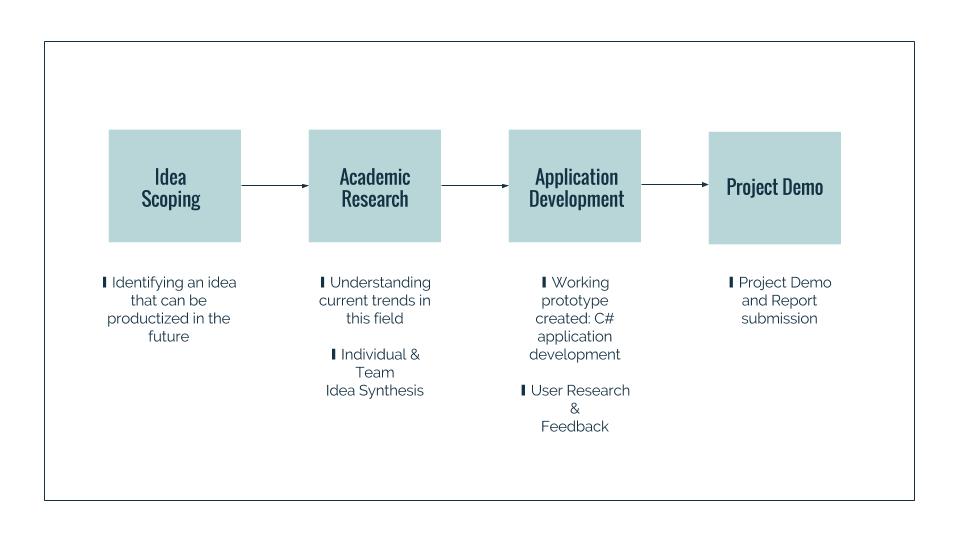 Idea
Scoping
Academic
Research
Application
Development
Project Demo
Identifying an idea
that can be
productized in the
future
Understanding
current trends in
this field
Individual &
Team
Idea Synthesis
Working
prototype
created: C#
application
development
User Research
&
Feedback
Project Demo
and Report
submission